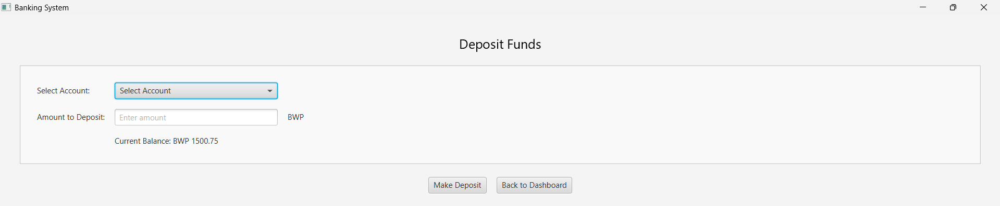 Banking System
Deposit Funds
Select Account: Select Account
Amount to Deposit: Enter amount BWP
Current Balance: BWP 1500.75
Make Deposit Back to Dashboard